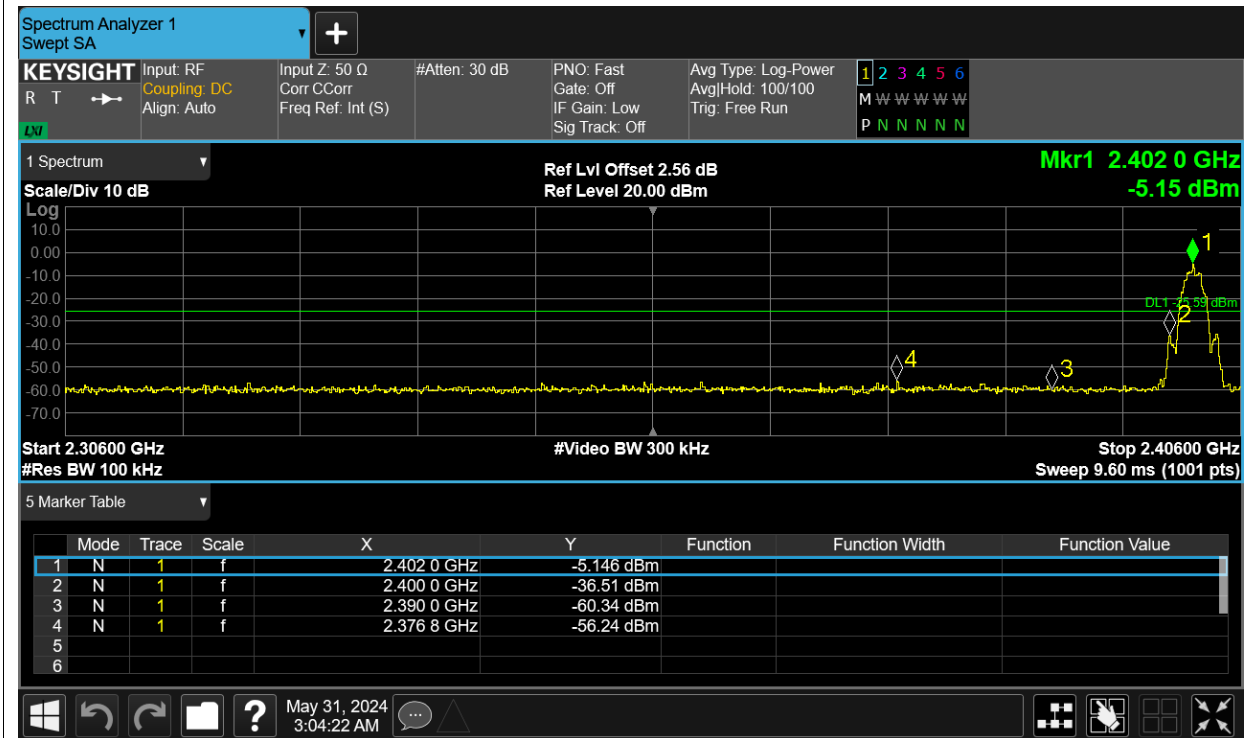 Spectrum Analyzer 1
Swept SA
KEYSIGHT Input: RF Input Z: 50 Ω #Atten: 30 dB PNO: Fast Avg Type: Log-Power 1 2 3 4 5 6
R T Coupling: DC Corr CCorr Gate: Off Avg|Hold: 100/100 M W W W W W
Align: Auto Freq Ref: Int (S) IF Gain: Low Trig: Free Run
LXI Sig Track: Off P N N N N N
1 Spectrum
Ref Lvl Offset 2.56 dB Mkr1 2.402 0 GHz
Scale/Div 10 dB Ref Level 20.00 dBm -5.15 dBm
Log
10.0
0.00
-10.0
-20.0
-30.0
-40.0
-50.0
-60.0
-70.0
1
DL1 -25.59 dBm
2
4
3
Start 2.30600 GHz #Video BW 300 kHz Stop 2.40600 GHz
#Res BW 100 kHz Sweep 9.60 ms (1001 pts)
5 Marker Table
Mode Trace Scale X Y Function Function Width Function Value
1 N 1 f 2.402 0 GHz -5.146 dBm
2 N 1 f 2.400 0 GHz -36.51 dBm
3 N 1 f 2.390 0 GHz -60.34 dBm
4 N 1 f 2.376 8 GHz -56.24 dBm
5
6
? May 31, 2024
3:04:22 AM